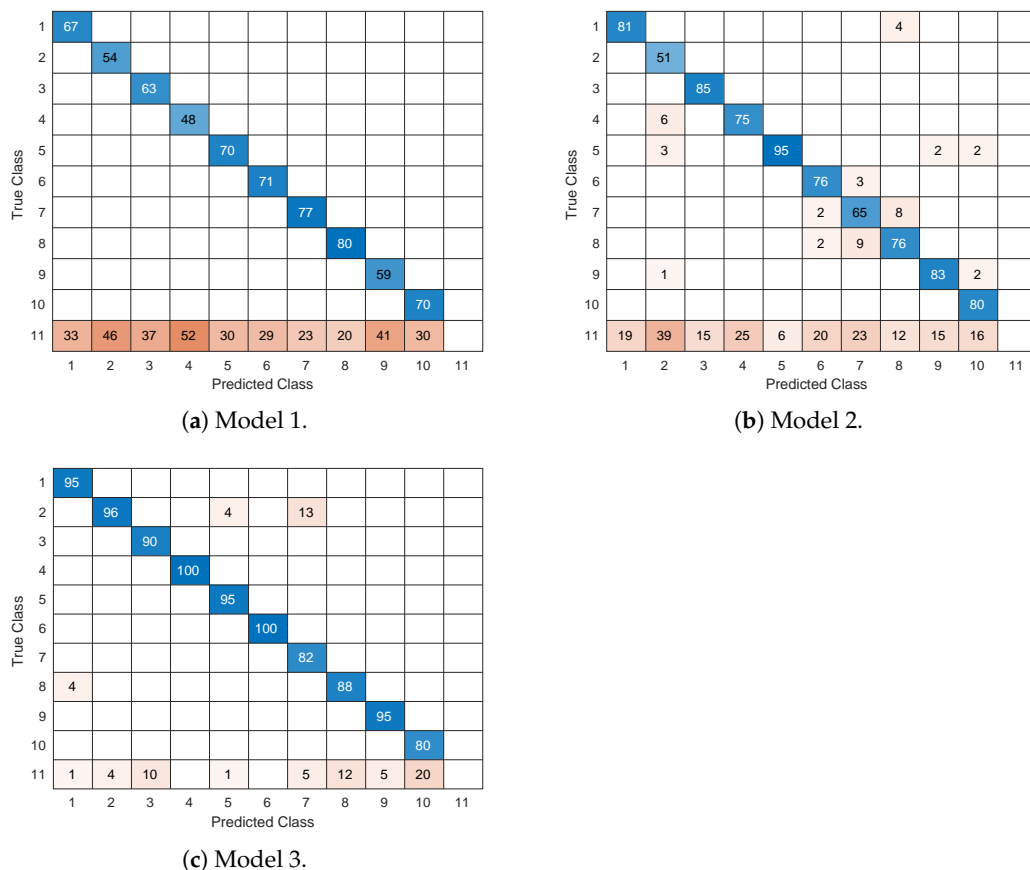 1 67
2 54
3 63
4 48
5 70
6 71
7 77
8 80
9 59
10 70
11 33 46 37 52 30 29 23 20 41 30
1 2 3 4 5 6 7 8 9 10 11
True Class
Predicted Class
(a) Model 1.
1 81 4
2 51
3 85
4 6 75
5 3 95 2 2
6 76 3
7 2 65 8
8 2 9 76
9 1 83 2
10 80
11 19 39 15 25 6 20 23 12 15 16
1 2 3 4 5 6 7 8 9 10 11
True Class
Predicted Class
(b) Model 2.
1 95
2 96 4 13
3 90
4 100
5 95
6 100
7 82
8 4 88
9 95
10 80
11 1 4 10 1 5 12 5 20
1 2 3 4 5 6 7 8 9 10 11
True Class
Predicted Class
(c) Model 3.